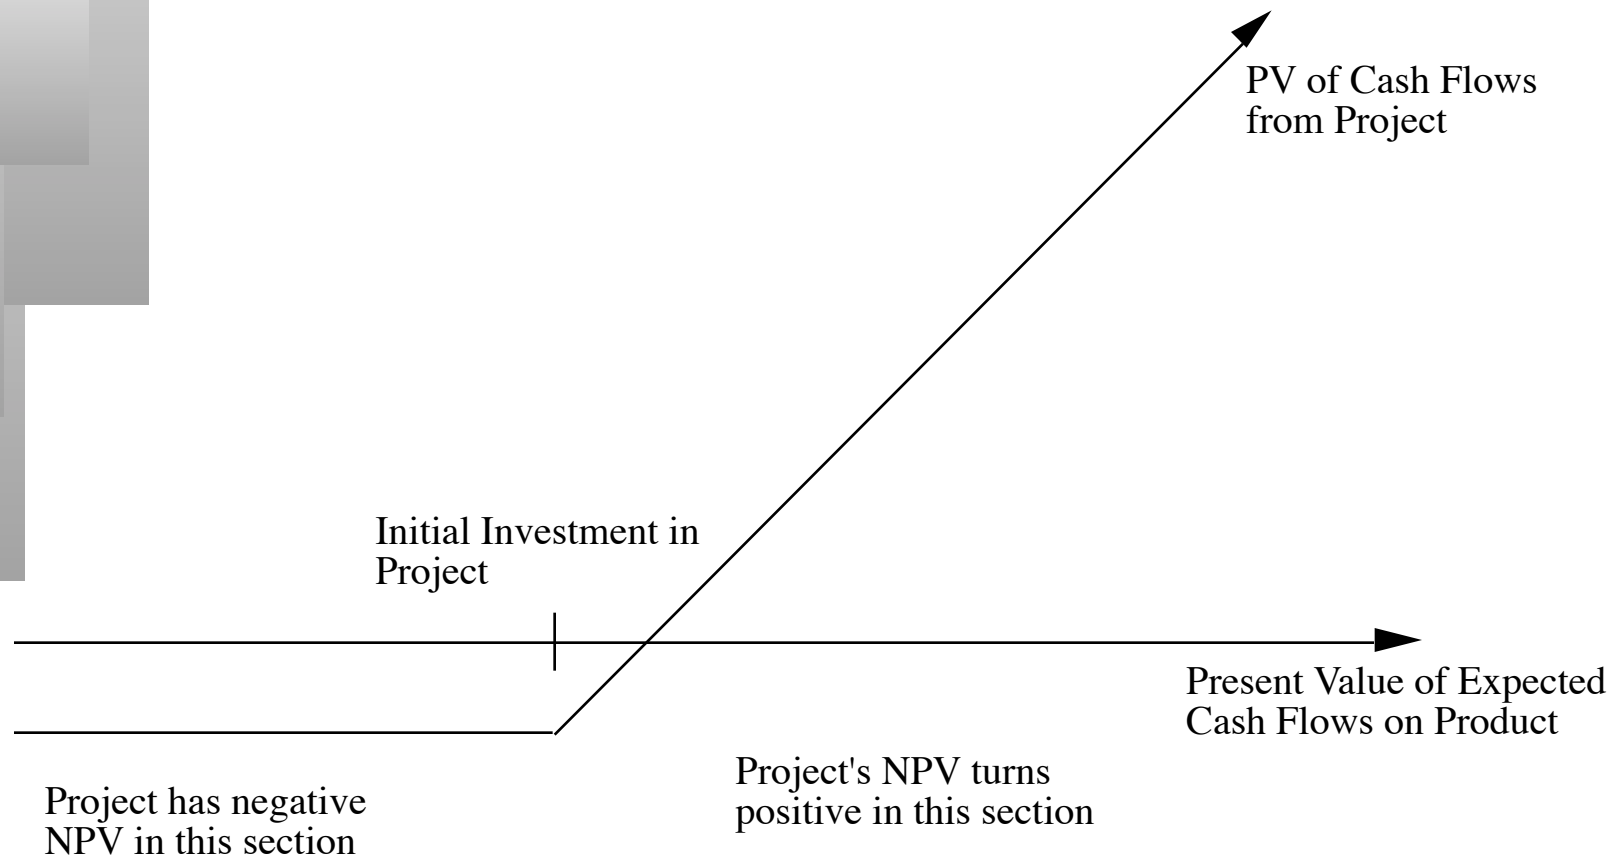 PV of Cash Flows
from Project
Initial Investment in
Project
Present Value of Expected
Cash Flows on Product
Project's NPV turns
positive in this section
Project has negative
NPV in this section